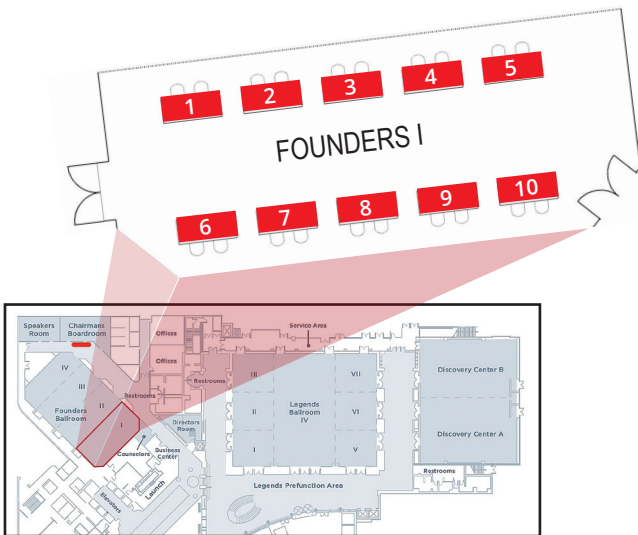 1
2
3
4
5
FOUNDERS I
6
7
8
9
10
Speakers
Room
Chairmans
Boardroom
Offices
Offices
Service Area
Restrooms
Restrooms
IV
III
II
I
Founders
Ballroom
Counselors
Business
Center
Directors
Room
Launch
Elevators
III
II
I
Legends
Ballroom
IV
VII
VI
V
Legends Prefunction Area
Discovery Center B
Discovery Center A
Restrooms